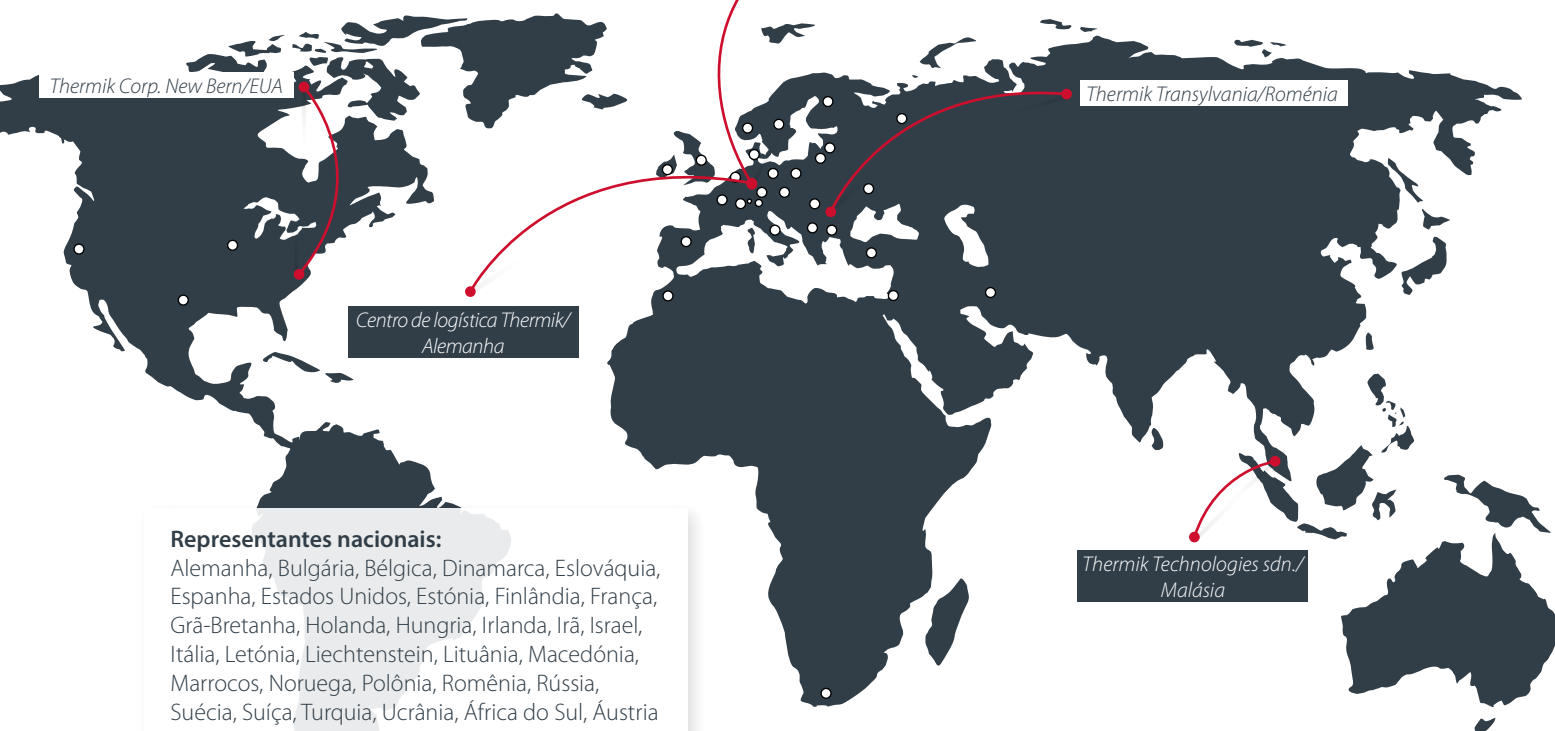 Thermik Corp. New Bern/EUA
Thermik Transylvania/Roménia
Centro de logística Thermik/
Alemanha
Thermik Technologies sdn./
Malásia
Representantes nacionais:
Alemanha, Bulgária, Bélgica, Dinamarca, Eslováquia,
Espanha, Estados Unidos, Estónia, Finlândia, França,
Grã-Bretanha, Holanda, Hungria, Irlanda, Irã, Israel,
Itália, Letónia, Liechtenstein, Lituânia, Macedónia,
Marrocos, Noruega, Polônia, Romênia, Rússia,
Suécia, Suíça, Turquia, Ucrânia, África do Sul, Áustria